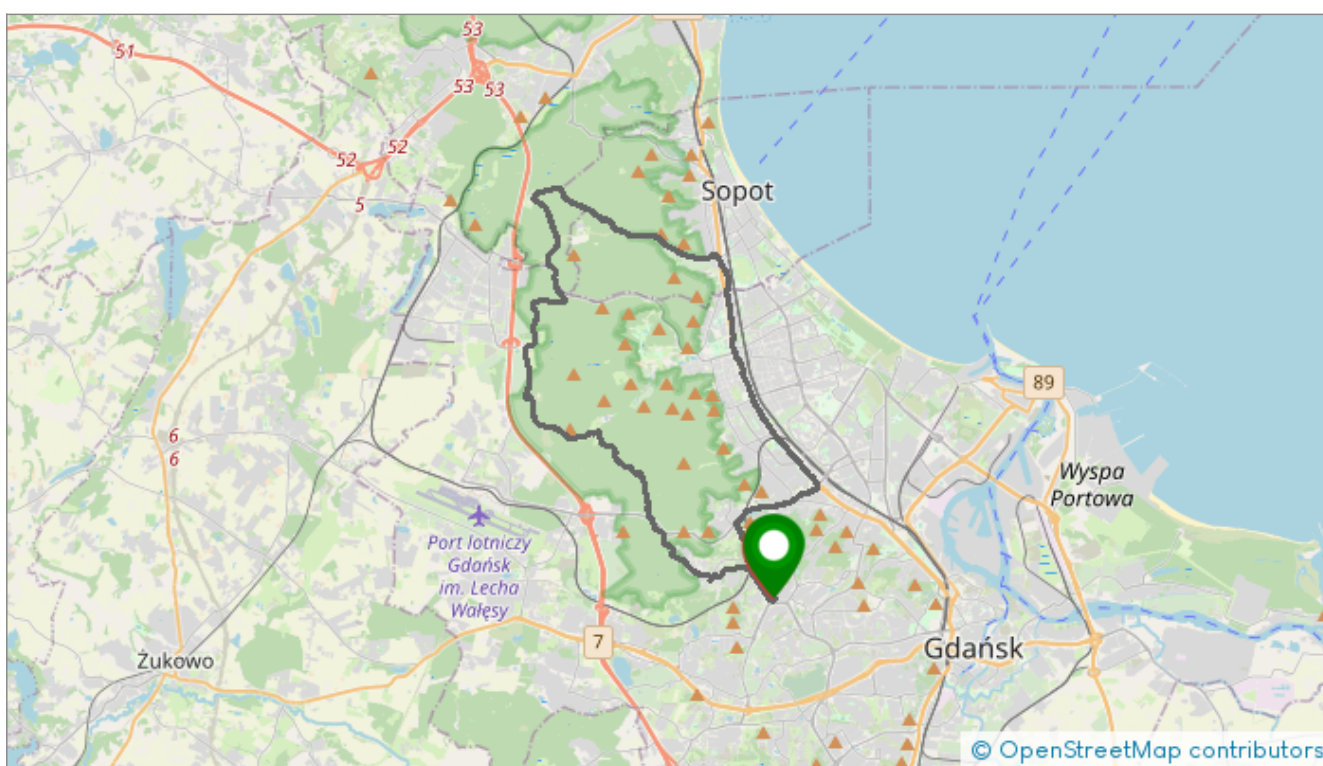 53
51
53
53
52
52
5
Sopot
89
6
6
Wyspa
Portowa
Port lotniczy
Gdańsk
im. Lecha
Wałęsy
7
Gdańsk
Żukowo
© OpenStreetMap contributors